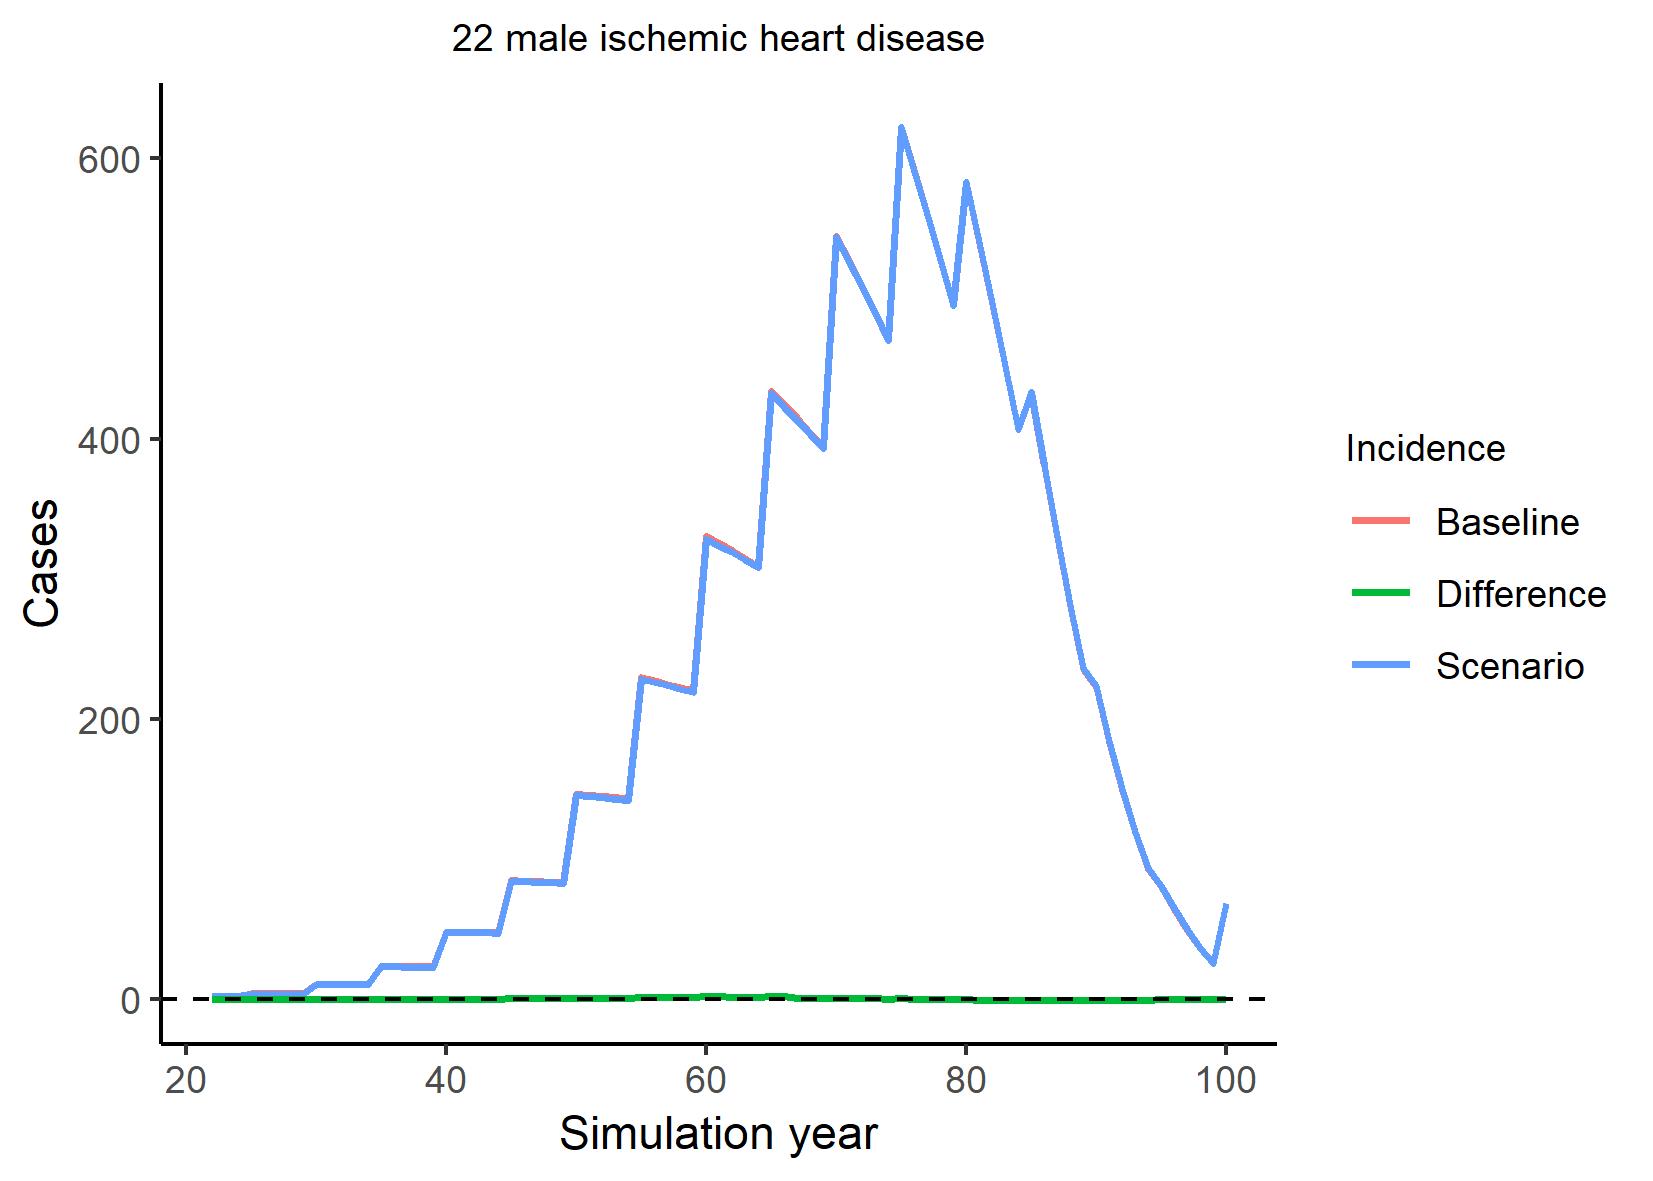 22 male ischemic heart disease
600
400
200
0
Cases
20 40 60 80 100
Simulation year
Incidence
Baseline
Difference
Scenario